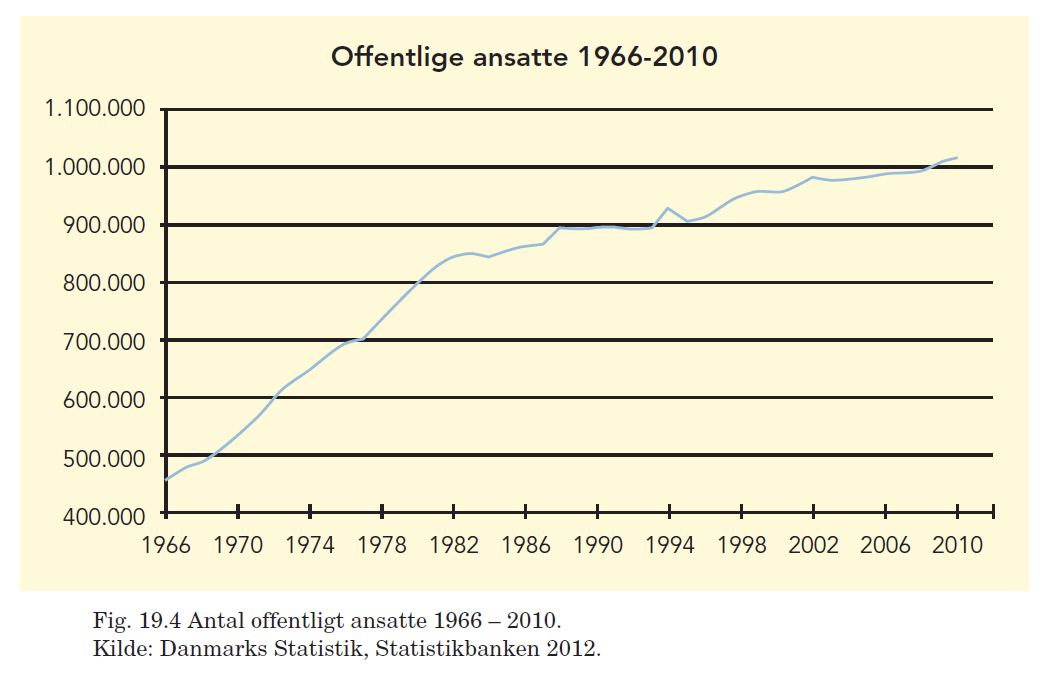 Offentlige ansatte 1966-2010
1.100.000
1.000.000
900.000
800.000
700.000
600.000
500.000
400.000
1966 1970 1974 1978 1982 1986 1990 1994 1998 2002 2006 2010
Fig. 19.4 Antal offentligt ansatte 1966 – 2010.
Kilde: Danmarks Statistik, Statistikbanken 2012.